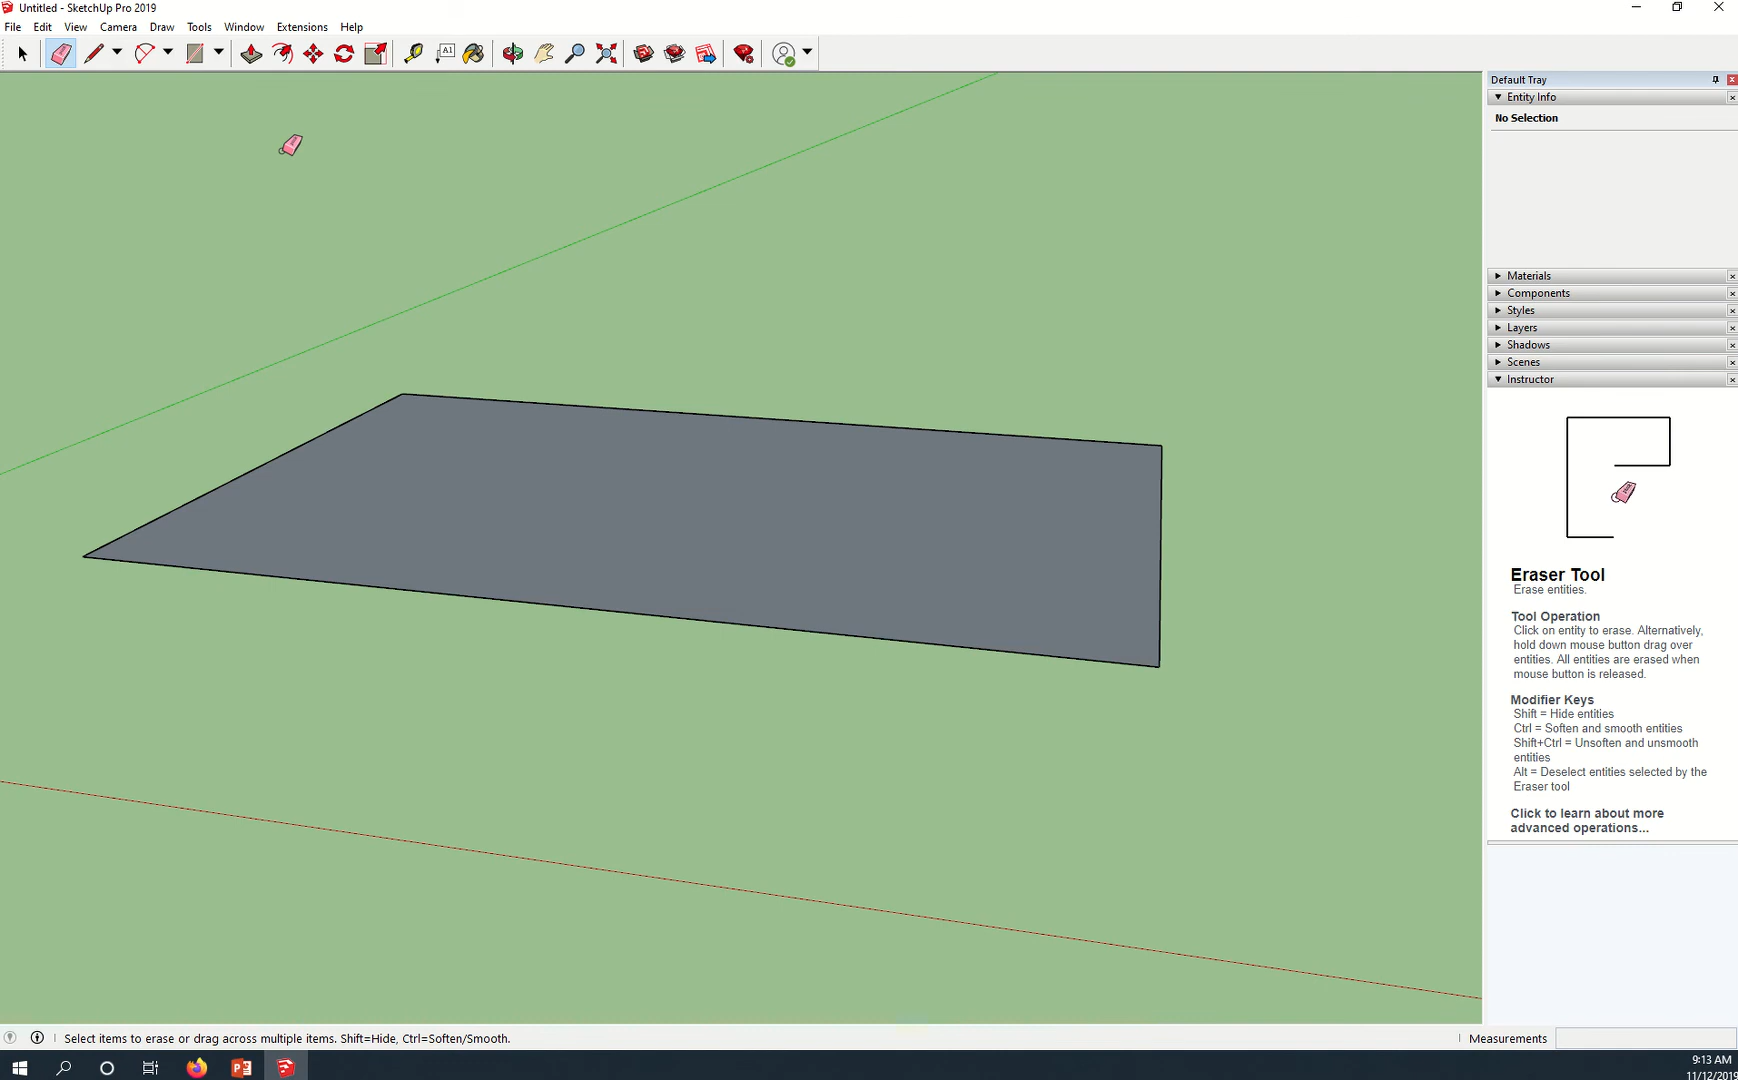 Untitled - SketchUp Pro 2019
File Edit View Camera Draw Tools Window Extensions Help
A1
Default Tray
Entity Info
No Selection
Materials
Components
Styles
Layers
Shadows
Scenes
Instructor
Eraser Tool
Erase entities.
Tool Operation
Click on entity to erase. Alternatively,
hold down mouse button drag over
entities. All entities are erased when
mouse button is released.
Modifier Keys
Shift = Hide entities
Ctrl = Soften and smooth entities
Shift+Ctrl = Unsoften and unsmooth
entities
Alt = Deselect entities selected by the
Eraser tool
Click to learn about more
advanced operations...
Select items to erase or drag across multiple items. Shift=Hide, Ctrl=Soften/Smooth.
Measurements
9:13 AM
11/12/2019